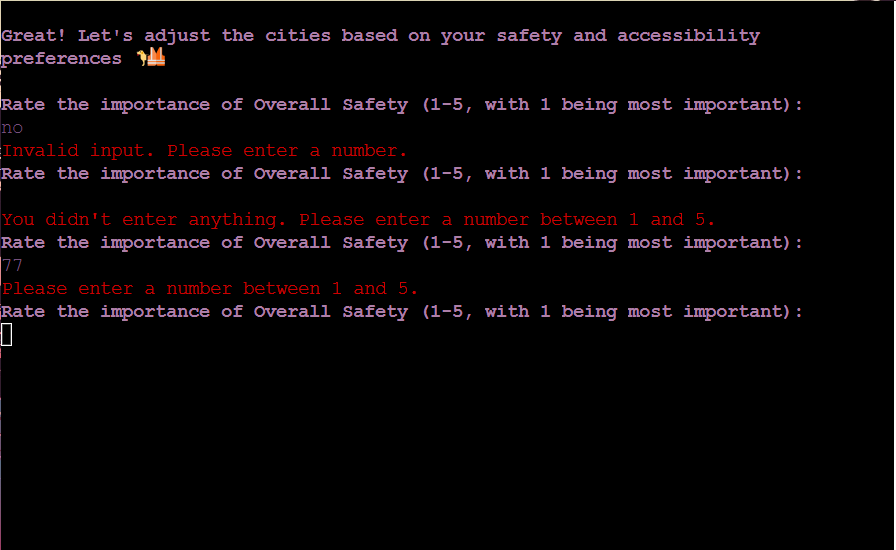 Great! Let's adjust the cities based on your safety and accessibility
preferences 🐪🛕
Rate the importance of Overall Safety (1-5, with 1 being most important):
no
Invalid input. Please enter a number.
Rate the importance of Overall Safety (1-5, with 1 being most important):
You didn't enter anything. Please enter a number between 1 and 5.
Rate the importance of Overall Safety (1-5, with 1 being most important):
77
Please enter a number between 1 and 5.
Rate the importance of Overall Safety (1-5, with 1 being most important):